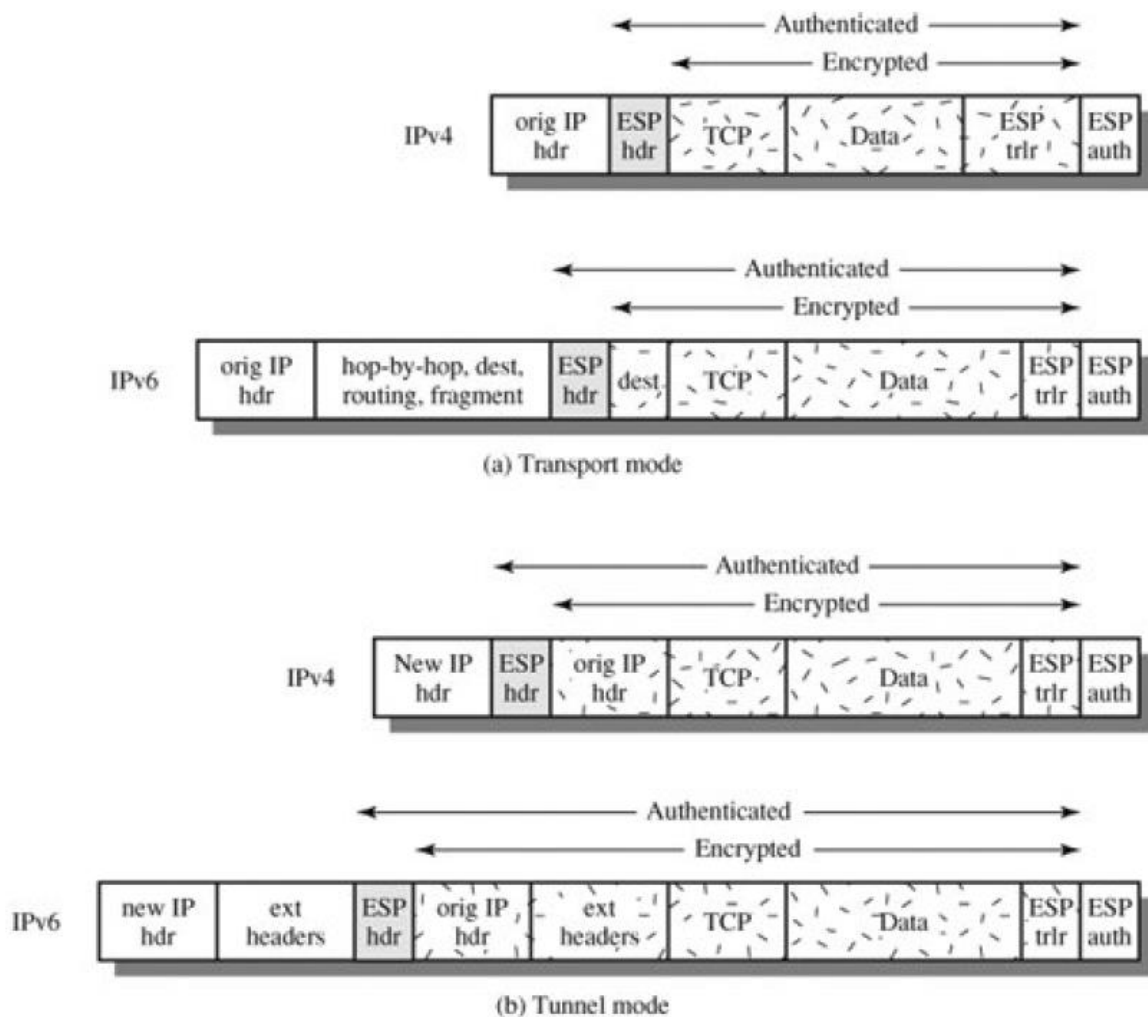 Authenticated
Encrypted
IPv4
orig IP hdr
ESP hdr
TCP
Data
ESP trlr
ESP auth
Authenticated
Encrypted
IPv6
orig IP hdr
hop-by-hop, dest, routing, fragment
ESP hdr
dest
TCP
Data
ESP trlr
ESP auth
(a) Transport mode
Authenticated
Encrypted
IPv4
New IP hdr
ESP hdr
orig IP hdr
TCP
Data
ESP trlr
ESP auth
Authenticated
Encrypted
IPv6
new IP hdr
ext headers
ESP hdr
orig IP hdr
ext headers
TCP
Data
ESP trlr
ESP auth
(b) Tunnel mode